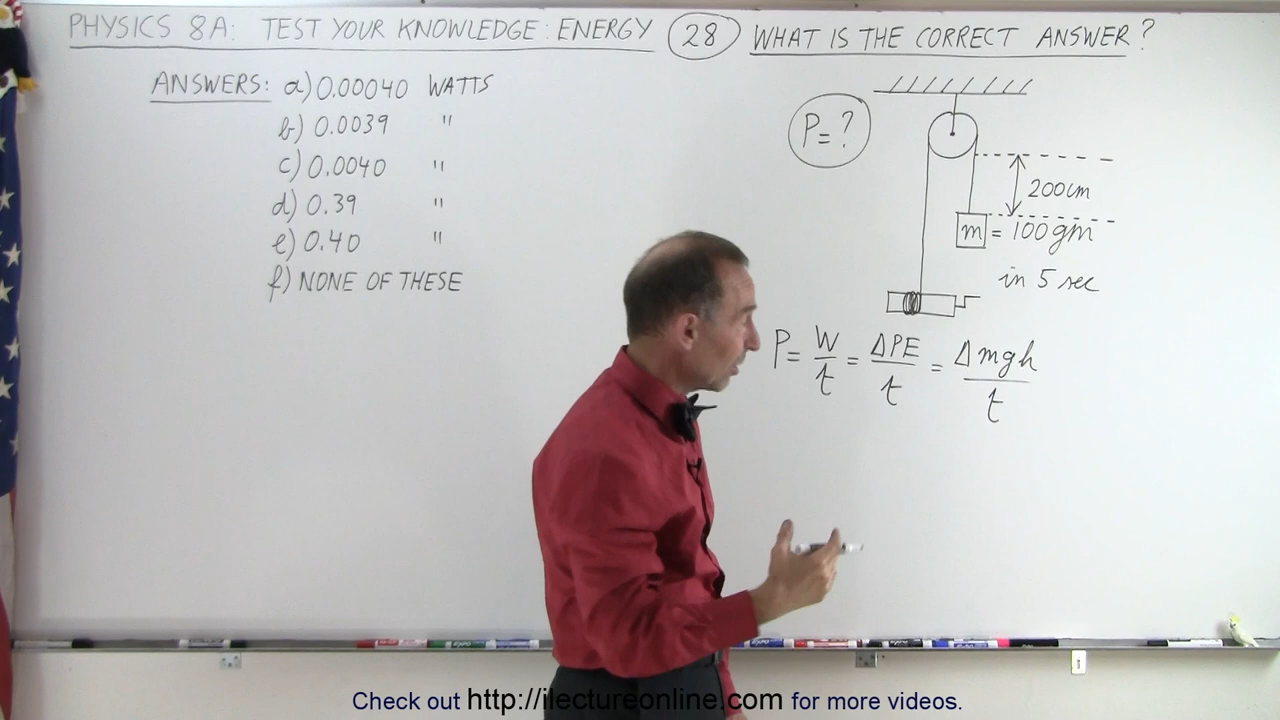 PHYSICS 8A: TEST YOUR KNOWLEDGE: ENERGY 28 WHAT IS THE CORRECT ANSWER?
ANSWERS: a) 0.00040 WATTS
b) 0.0039 "
c) 0.0040 "
d) 0.39 "
e) 0.40 "
f) NONE OF THESE
P = ?
200cm
m = 100gm
in 5 sec
P = W/t = ΔPE/t = Δmgh/t
Check out http://ilectureonline.com for more videos.